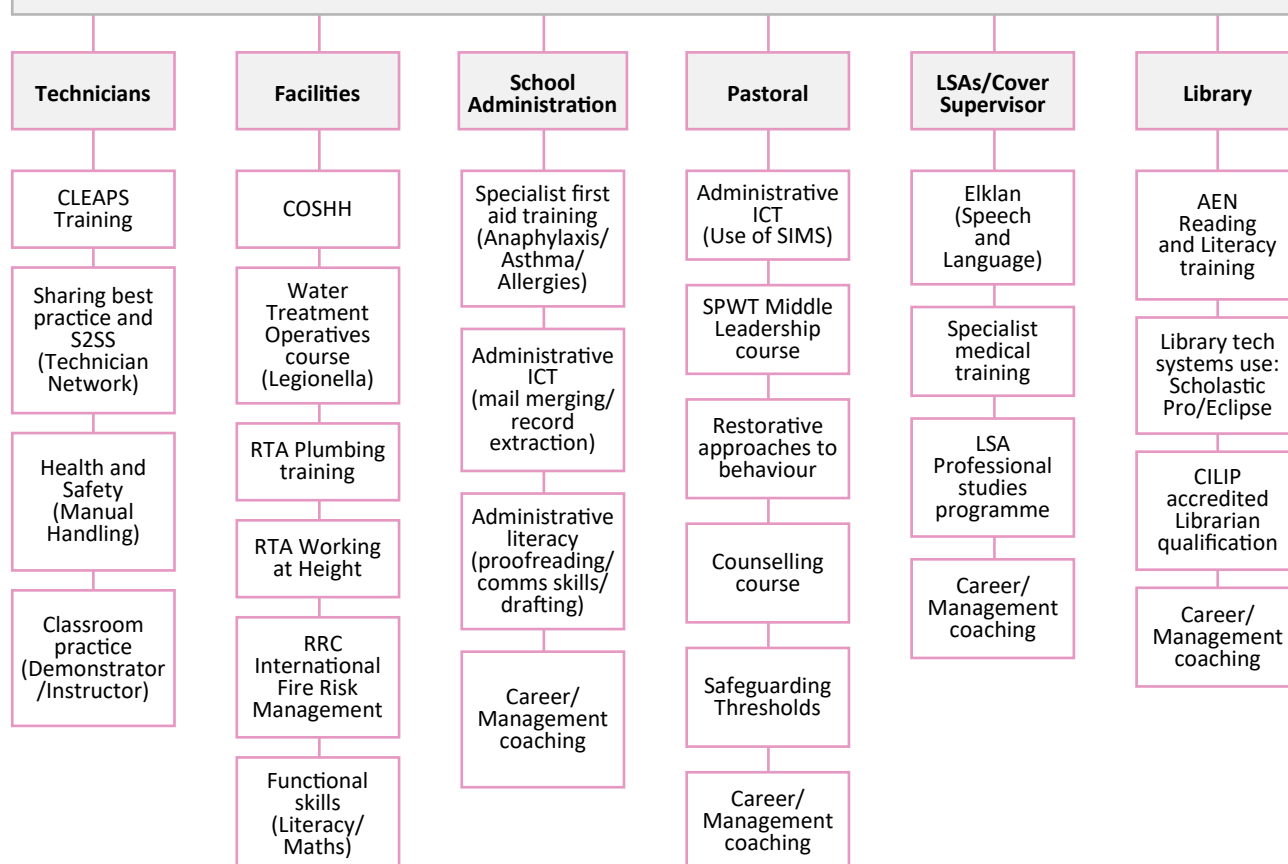 Technicians
CLEAPS
Training
Sharing best
practice and
S2SS
(Technician
Network)
Health and
Safety
(Manual
Handling)
Classroom
practice
(Demonstrator
/Instructor)
Facilities
COSHH
Water
Treatment
Operatives
course
(Legionella)
RTA Plumbing
training
RTA Working
at Height
RRC
International
Fire Risk
Management
Functional
skills
(Literacy/
Maths)
School
Administration
Specialist first
aid training
(Anaphylaxis/
Asthma/
Allergies)
Administrative
ICT
(mail merging/
record
extraction)
Administrative
literacy
(proofreading/
comms skills/
drafting)
Career/
Management
coaching
Pastoral
Administrative
ICT
(Use of SIMS)
SPWT Middle
Leadership
course
Restorative
approaches to
behaviour
Counselling
course
Safeguarding
Thresholds
Career/
Management
coaching
LSAs/Cover
Supervisor
Elklan
(Speech
and
Language)
Specialist
medical
training
LSA
Professional
studies
programme
Career/
Management
coaching
Library
AEN
Reading
and Literacy
training
Library tech
systems use:
Scholastic
Pro/Eclipse
CILIP
accredited
Librarian
qualification
Career/
Management
coaching